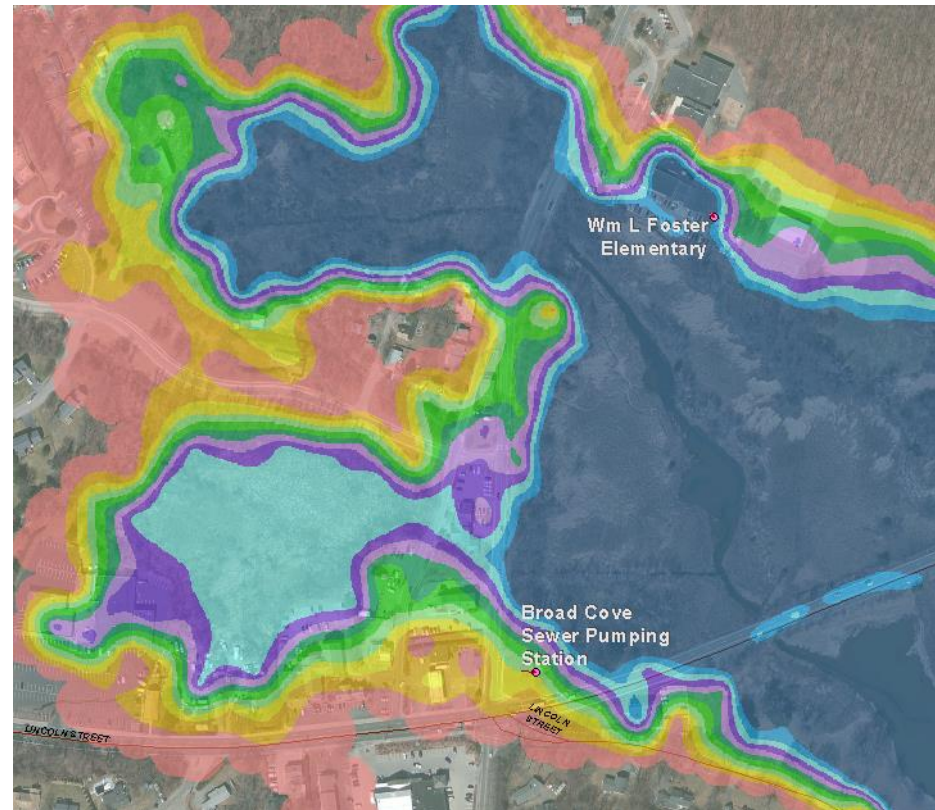 Wm L Foster
Elementary
Broad Cove
Sewer Pumping
Station
LINCOLN STREET
LINCOLN
STREET